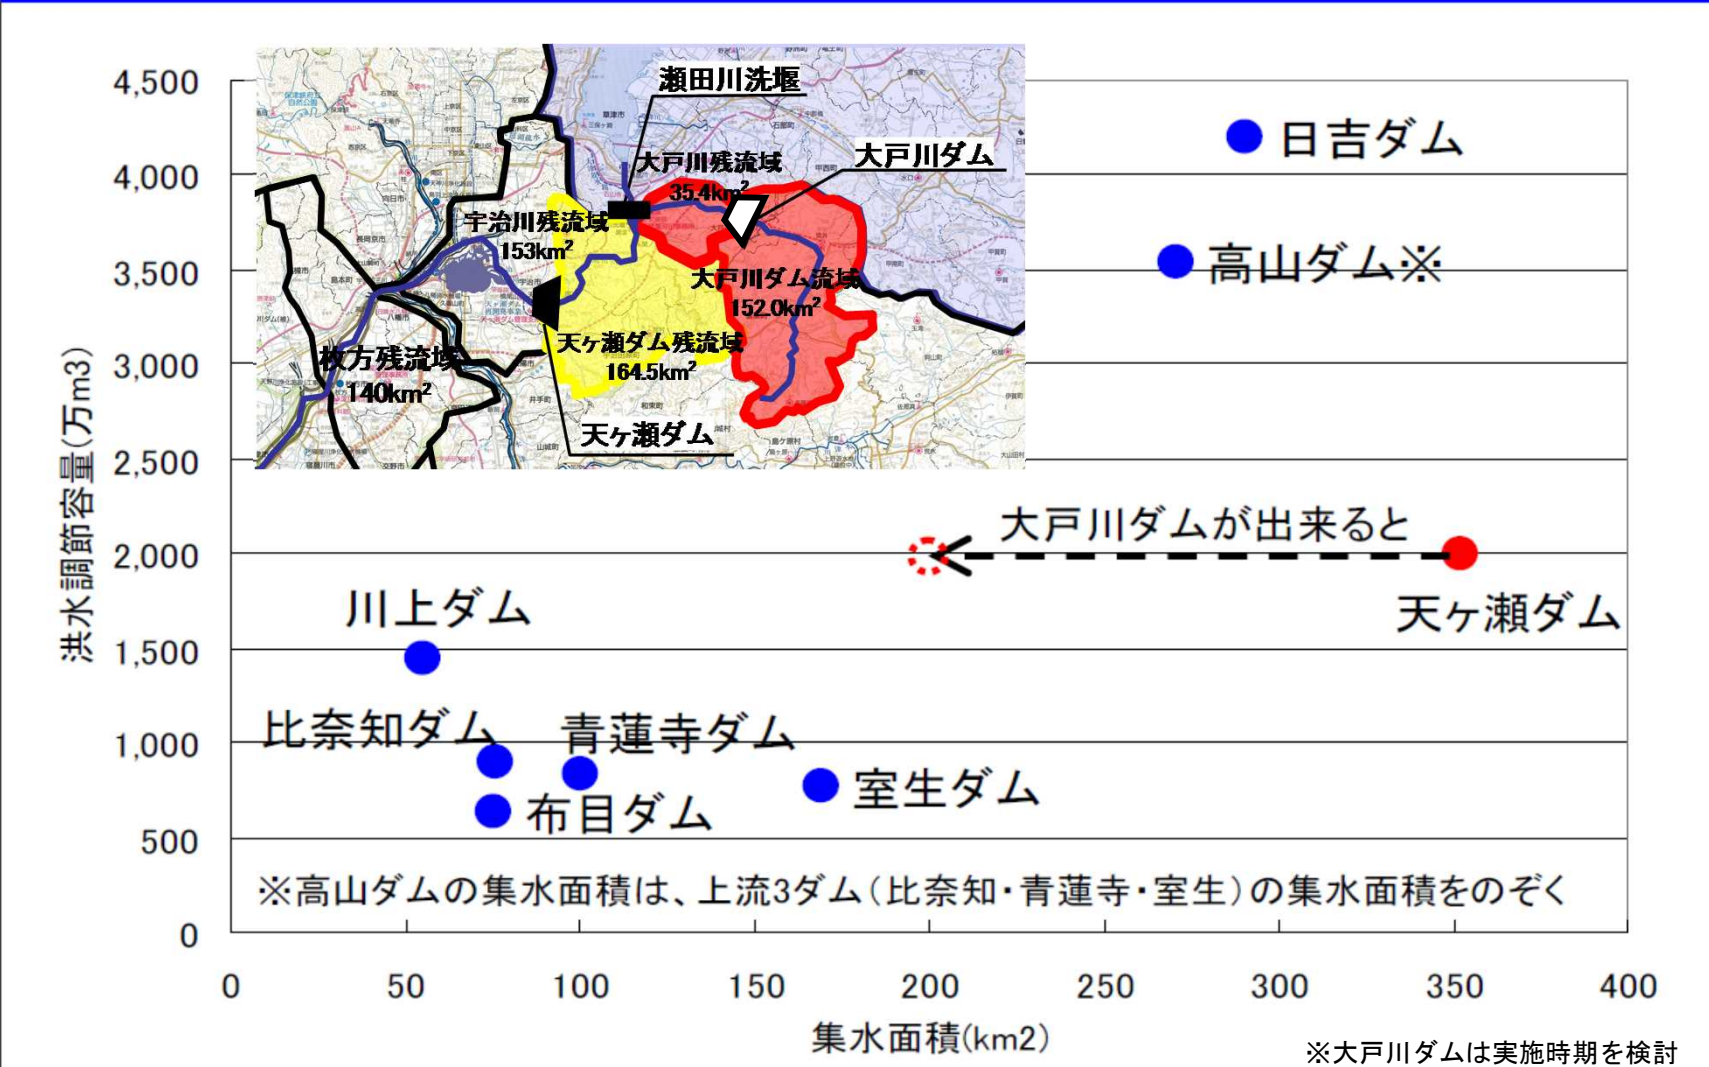 洪水調節容量(万m3)
4,500
4,000
3,500
3,000
2,500
2,000
1,500
1,000
500
0
瀬田川洗堰
大戸川ダム
大戸川残流域
35.4km²
宇治川残流域
153km²
大戸川ダム流域
152.0km²
天ヶ瀬ダム残流域
164.5km²
枚方残流域
140km²
天ヶ瀬ダム
日吉ダム
高山ダム※
大戸川ダムが出来ると
天ヶ瀬ダム
川上ダム
比奈知ダム
青蓮寺ダム
布目ダム
室生ダム
※高山ダムの集水面積は、上流3ダム(比奈知・青蓮寺・室生)の集水面積をのぞく
0 50 100 150 200 250 300 350 400
集水面積(km2)
※大戸川ダムは実施時期を検討